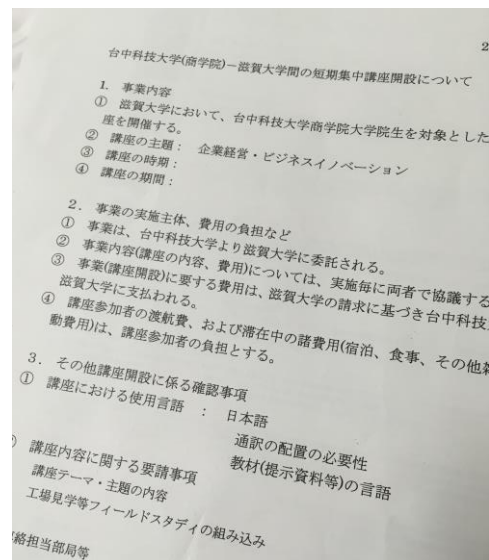 2
台中科技大学(商学院)－滋賀大学間の短期集中講座開設について
1. 事業内容
① 滋賀大学において、台中科技大学商学院大学院生を対象とした
座を開催する。
② 講座の主題： 企業経営・ビジネスイノベーション
③ 講座の時期：
④ 講座の期間：
2. 事業の実施主体、費用の負担など
① 事業は、台中科技大学より滋賀大学に委託される。
② 事業内容(講座の内容、費用)については、実施毎に両者で協議する
③ 事業(講座開設)に要する費用は、滋賀大学の請求に基づき台中科技
滋賀大学に支払われる。
④ 講座参加者の渡航費、および滞在中の諸費用(宿泊、食事、その他雑
動費用)は、講座参加者の負担とする。
3. その他講座開設に係る確認事項
① 講座における使用言語 ： 日本語
通訳の配置の必要性
教材(提示資料等)の言語
講座内容に関する要請事項
講座テーマ・主題の内容
工場見学等フィールドスタディの組み込み
絡担当部局等